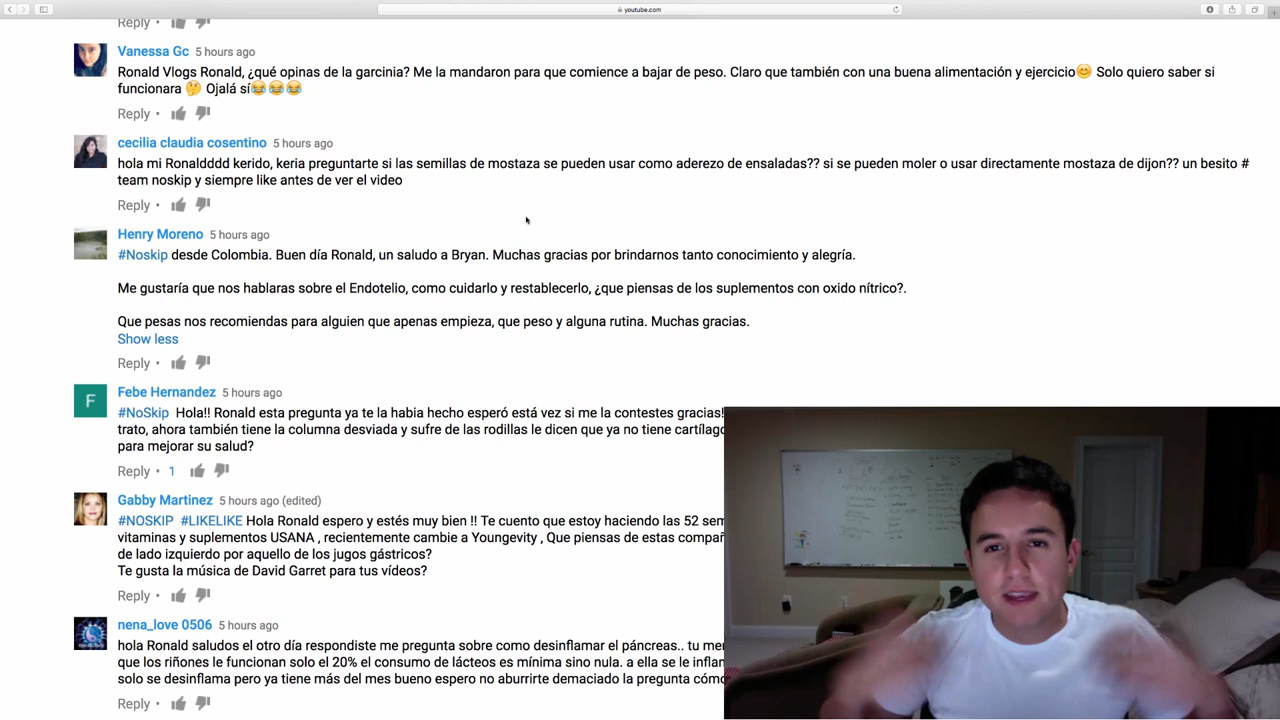 youtube.com
Reply •
Vanessa Gc 5 hours ago
Ronald Vlogs Ronald, ¿qué opinas de la garcinia? Me la mandaron para que comience a bajar de peso. Claro que también con una buena alimentación y ejercicio😊 Solo quiero saber si
funcionara 🤔 Ojalá sí😂😂😂
Reply •
cecilia claudia cosentino 5 hours ago
hola mi Ronaldddd kerido, keria preguntarte si las semillas de mostaza se pueden usar como aderezo de ensaladas?? si se pueden moler o usar directamente mostaza de dijon?? un besito #
team noskip y siempre like antes de ver el video
Reply •
Henry Moreno 5 hours ago
#Noskip desde Colombia. Buen día Ronald, un saludo a Bryan. Muchas gracias por brindarnos tanto conocimiento y alegría.
Me gustaría que nos hablaras sobre el Endotelio, como cuidarlo y restablecerlo, ¿que piensas de los suplementos con oxido nítrico?.
Que pesas nos recomiendas para alguien que apenas empieza, que peso y alguna rutina. Muchas gracias.
Show less
Reply •
F
Febe Hernandez 5 hours ago
#NoSkip Hola!! Ronald esta pregunta ya te la habia hecho esperó está vez si me la contestes gracias!
trato, ahora también tiene la columna desviada y sufre de las rodillas le dicen que ya no tiene cartílago
para mejorar su salud?
Reply • 1
Gabby Martinez 5 hours ago (edited)
#NOSKIP #LIKELIKE Hola Ronald espero y estés muy bien !! Te cuento que estoy haciendo las 52 sem
vitaminas y suplementos USANA , recientemente cambie a Youngevity , Que piensas de estas compañ
de lado izquierdo por aquello de los jugos gástricos?
Te gusta la música de David Garret para tus vídeos?
Reply •
nena_love 0506 5 hours ago
hola Ronald saludos el otro día respondiste me pregunta sobre como desinflamar el páncreas.. tu mer
que los riñones le funcionan solo el 20% el consumo de lácteos es mínima sino nula. a ella se le inflan
solo se desinflama pero ya tiene más del mes bueno espero no aburrirte demaciado la pregunta cómo
Reply •